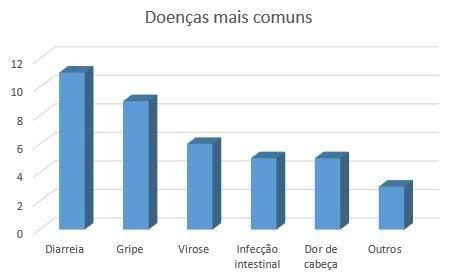 Doenças mais comuns
12
10
8
6
4
2
0
Diarreia Gripe Virose Infecção Dor de Outros
intestinal cabeça